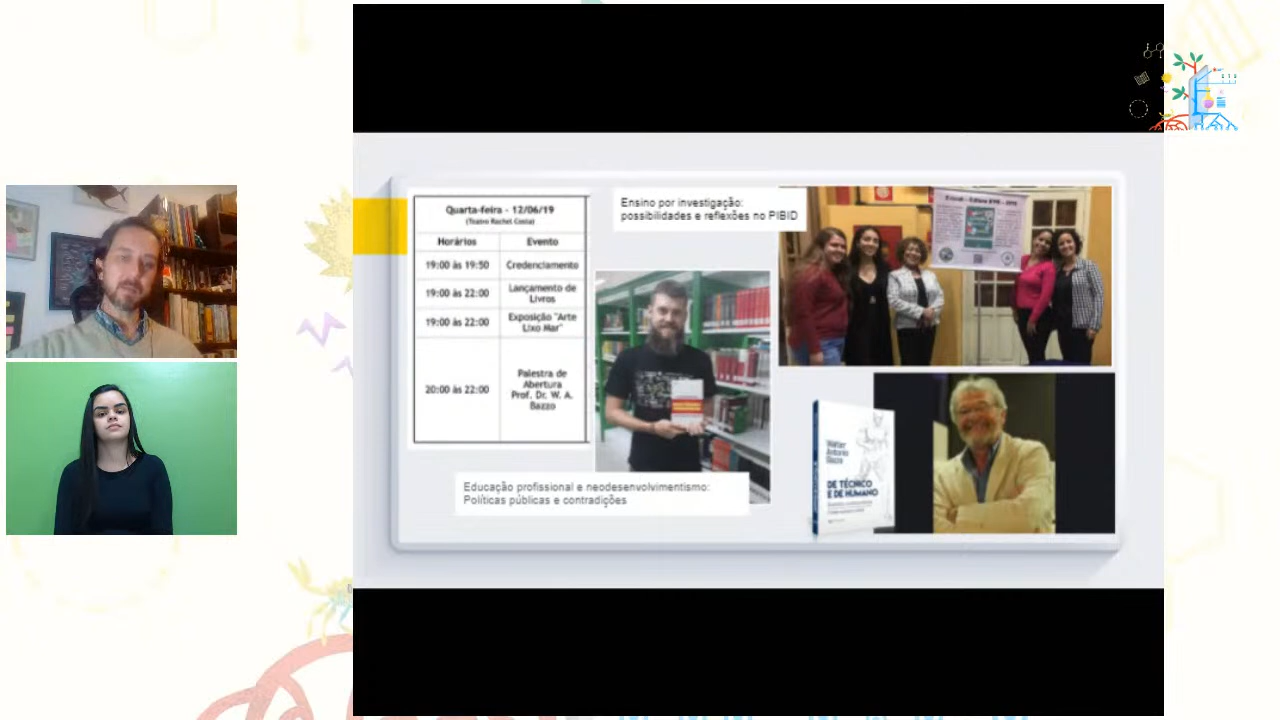 Quarta-feira - 12/06/19
(Teatro Rachel Costa)
Horários Evento
19:00 às 19:50 Credenciamento
19:00 às 22:00 Lançamento de
Livros
19:00 às 22:00 Exposição "Arte
Lixo Mar"
20:00 às 22:00 Palestra de
Abertura
Prof. Dr. W. A.
Bazzo
Ensino por investigação:
possibilidades e reflexões no PIBID
Educação profissional e neodesenvolvimentismo:
Políticas públicas e contradições
Walter
Antonio
Bazzo
DE TÉCNICO
E DE HUMANO